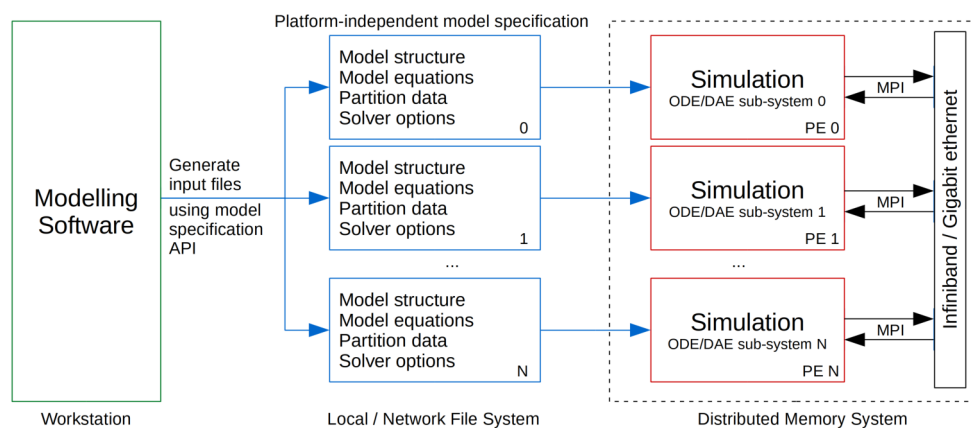 Platform-independent model specification
Modelling
Software
Generate
input files
using model
specification
API
Model structure
Model equations
Partition data
Solver options
0
Model structure
Model equations
Partition data
Solver options
1
...
Model structure
Model equations
Partition data
Solver options
N
Simulation
ODE/DAE sub-system 0
PE 0
MPI
Simulation
ODE/DAE sub-system 1
PE 1
MPI
...
Simulation
ODE/DAE sub-system N
PE N
MPI
Infiniband / Gigabit ethernet
Workstation
Local / Network File System
Distributed Memory System